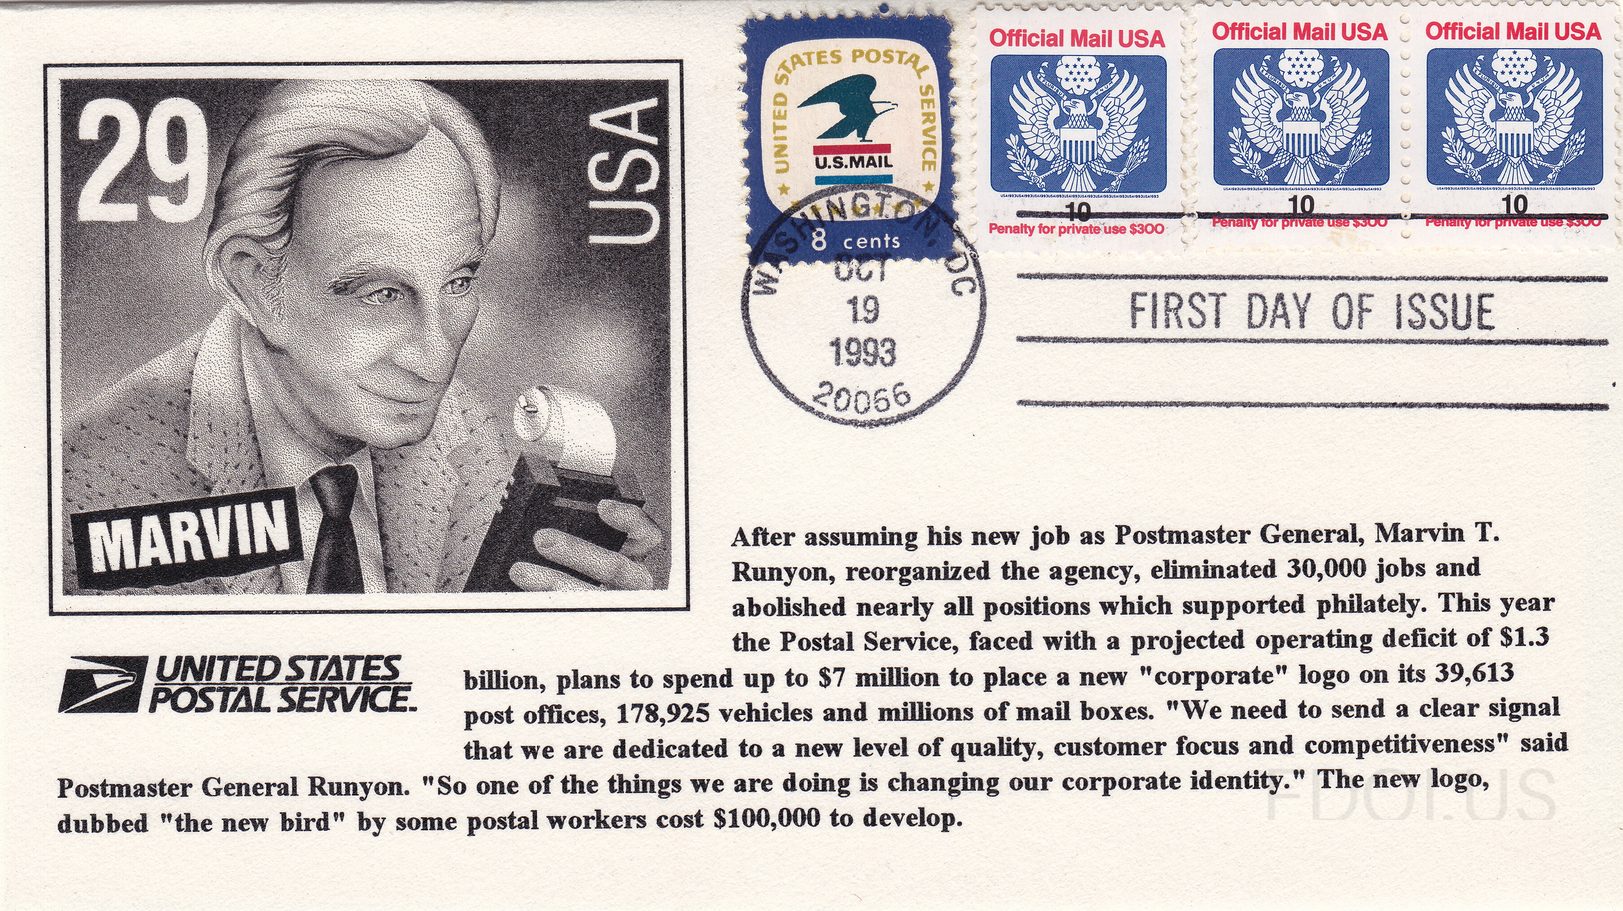 29
USA
MARVIN
UNITED STATES POSTAL SERVICE
U.S.MAIL
8 cents
Official Mail USA
10
Penalty for private use $300
Official Mail USA
10
Penalty for private use $300
Official Mail USA
10
Penalty for private use $300
WASHINGTON, DC
OCT
19
1993
20066
FIRST DAY OF ISSUE
After assuming his new job as Postmaster General, Marvin T.
Runyon, reorganized the agency, eliminated 30,000 jobs and
abolished nearly all positions which supported philately. This year
the Postal Service, faced with a projected operating deficit of $1.3
billion, plans to spend up to $7 million to place a new "corporate" logo on its 39,613
post offices, 178,925 vehicles and millions of mail boxes. "We need to send a clear signal
that we are dedicated to a new level of quality, customer focus and competitiveness" said
Postmaster General Runyon. "So one of the things we are doing is changing our corporate identity." The new logo,
dubbed "the new bird" by some postal workers cost $100,000 to develop.
UNITED STATES
POSTAL SERVICE